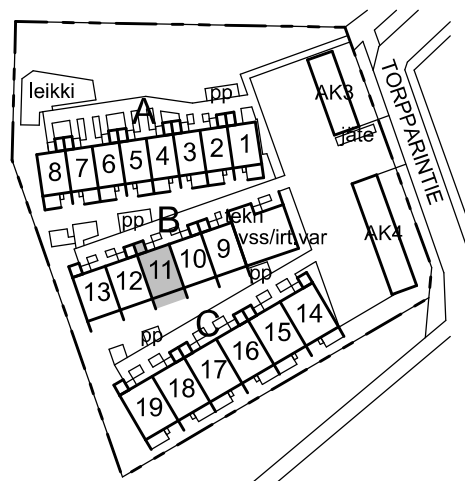 leikki
A
pp
AK3
jäte
TORPPARINTIE
8 7 6 5 4 3 2 1
B
pp
tekn
vss/irt.var
AK4
13 12 11 10 9
pp
C
pp
19 18 17 16 15 14